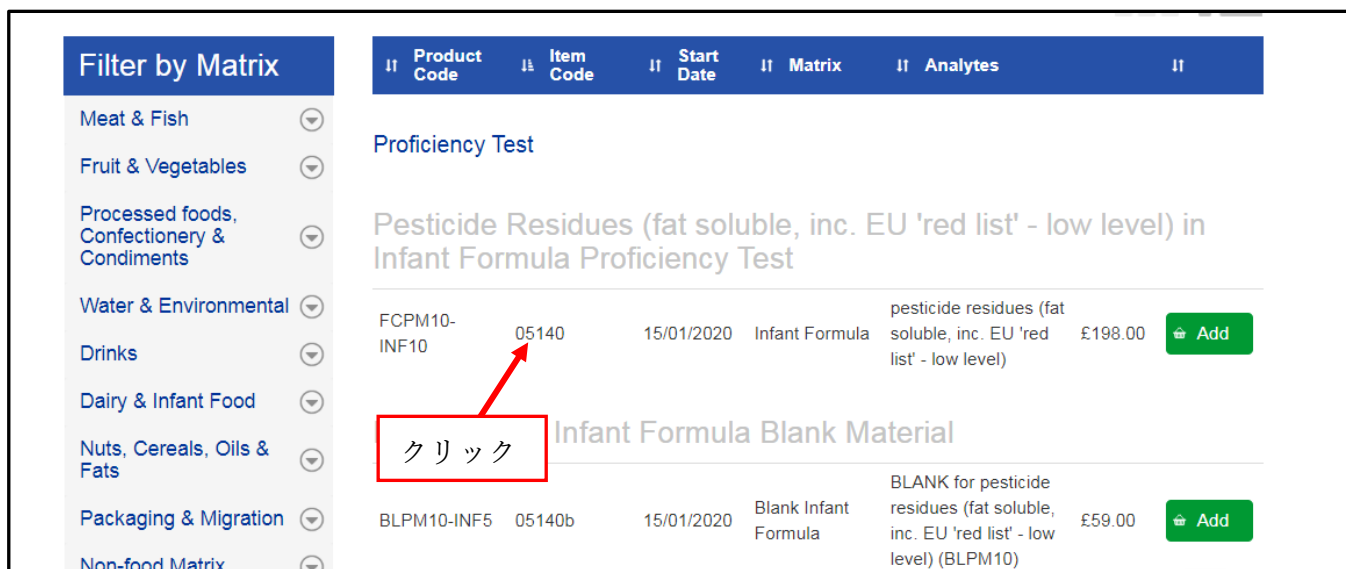 Filter by Matrix
Meat & Fish
Fruit & Vegetables
Processed foods,
Confectionery &
Condiments
Water & Environmental
Drinks
Dairy & Infant Food
Nuts, Cereals, Oils &
Fats
Packaging & Migration
Non-food Matrix
Product
Code
Item
Code
Start
Date
Matrix
Analytes
Proficiency Test
Pesticide Residues (fat soluble, inc. EU 'red list' - low level) in
Infant Formula Proficiency Test
FCPM10-
INF10
05140
15/01/2020
Infant Formula
pesticide residues (fat
soluble, inc. EU 'red
list' - low level)
£198.00
Add
クリック
Infant Formula Blank Material
BLPM10-INF5
05140b
15/01/2020
Blank Infant
Formula
BLANK for pesticide
residues (fat soluble,
inc. EU 'red list' - low
level) (BLPM10)
£59.00
Add